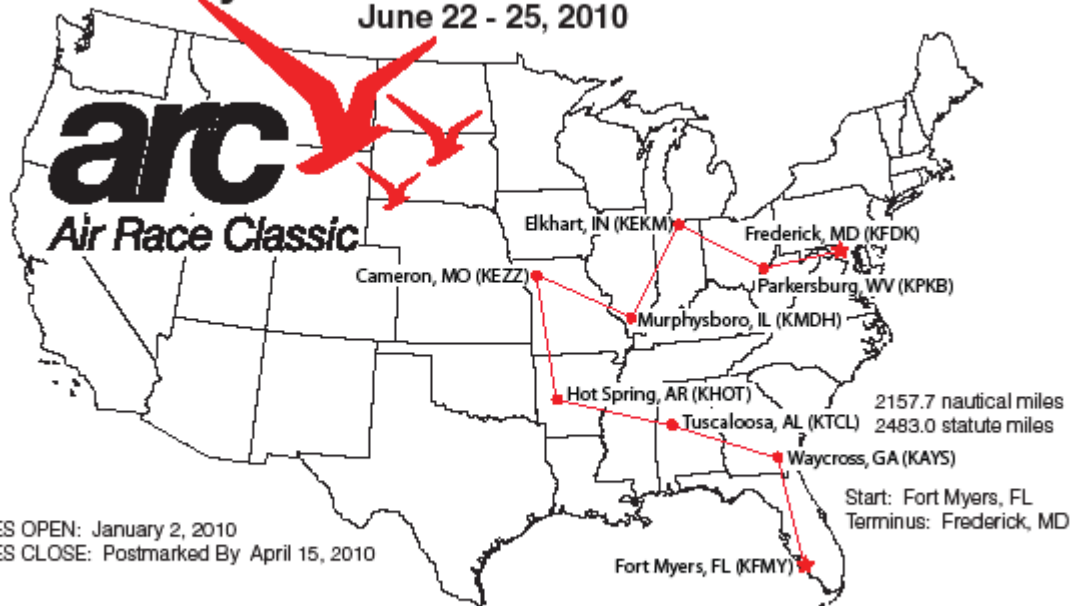 June 22 - 25, 2010
arc
Air Race Classic
Elkhart, IN (KEKM)
Frederick, MD (KFDK)
Cameron, MO (KEZZ)
Parkersburg, WV (KPKB)
Murphysboro, IL (KMDH)
Hot Spring, AR (KHOT)
2157.7 nautical miles
Tuscaloosa, AL (KTCL)
2483.0 statute miles
Waycross, GA (KAYS)
Start: Fort Myers, FL
Terminus: Frederick, MD
ES OPEN: January 2, 2010
ES CLOSE: Postmarked By April 15, 2010
Fort Myers, FL (KFMY)